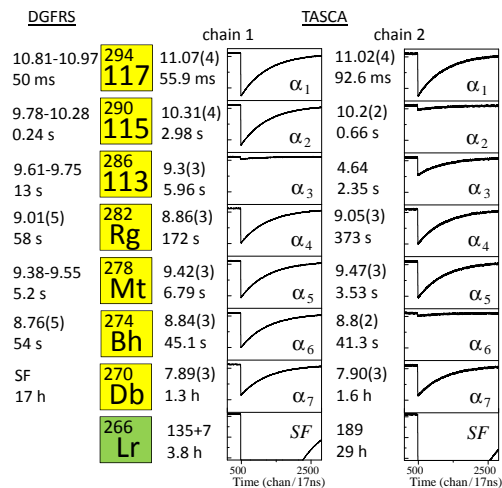 DGFRS
TASCA
chain 1
chain 2
10.81-10.97
50 ms
294
117
11.07(4)
55.9 ms
α1
11.02(4)
92.6 ms
α1
9.78-10.28
0.24 s
290
115
10.31(4)
2.98 s
α2
10.2(2)
0.66 s
α2
9.61-9.75
13 s
286
113
9.3(3)
5.96 s
α3
4.64
2.35 s
α3
9.01(5)
58 s
282
Rg
8.86(3)
172 s
α4
9.05(3)
373 s
α4
9.38-9.55
5.2 s
278
Mt
9.42(3)
6.79 s
α5
9.47(3)
3.53 s
α5
8.76(5)
54 s
274
Bh
8.84(3)
45.1 s
α6
8.8(2)
41.3 s
α6
SF
17 h
270
Db
7.89(3)
1.3 h
α7
7.90(3)
1.6 h
α7
266
Lr
135+7
3.8 h
SF
189
29 h
SF
500 2500
Time (chan/17ns)
500 2500
Time (chan/17ns)